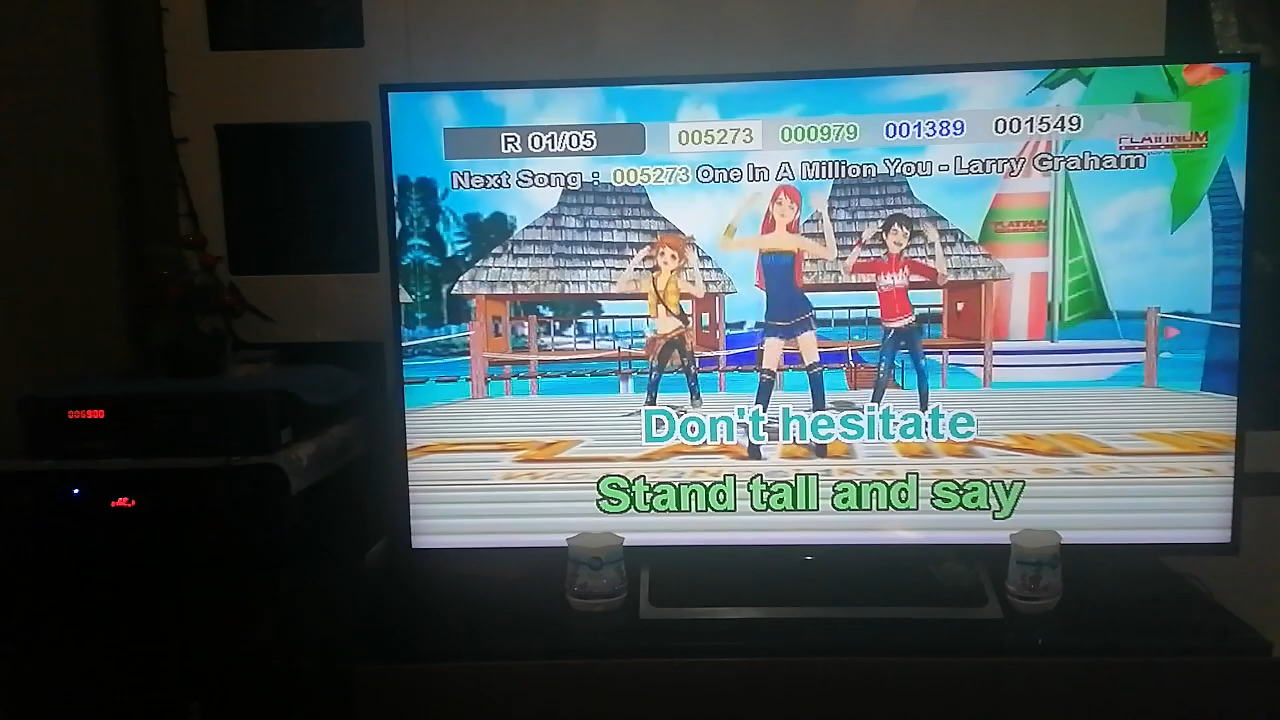 R 01/05 005273 000979 001389 001549
PLATINUM
Next Song : 005273 One In A Million You - Larry Graham
PLATINUM
Don't hesitate
Stand tall and say